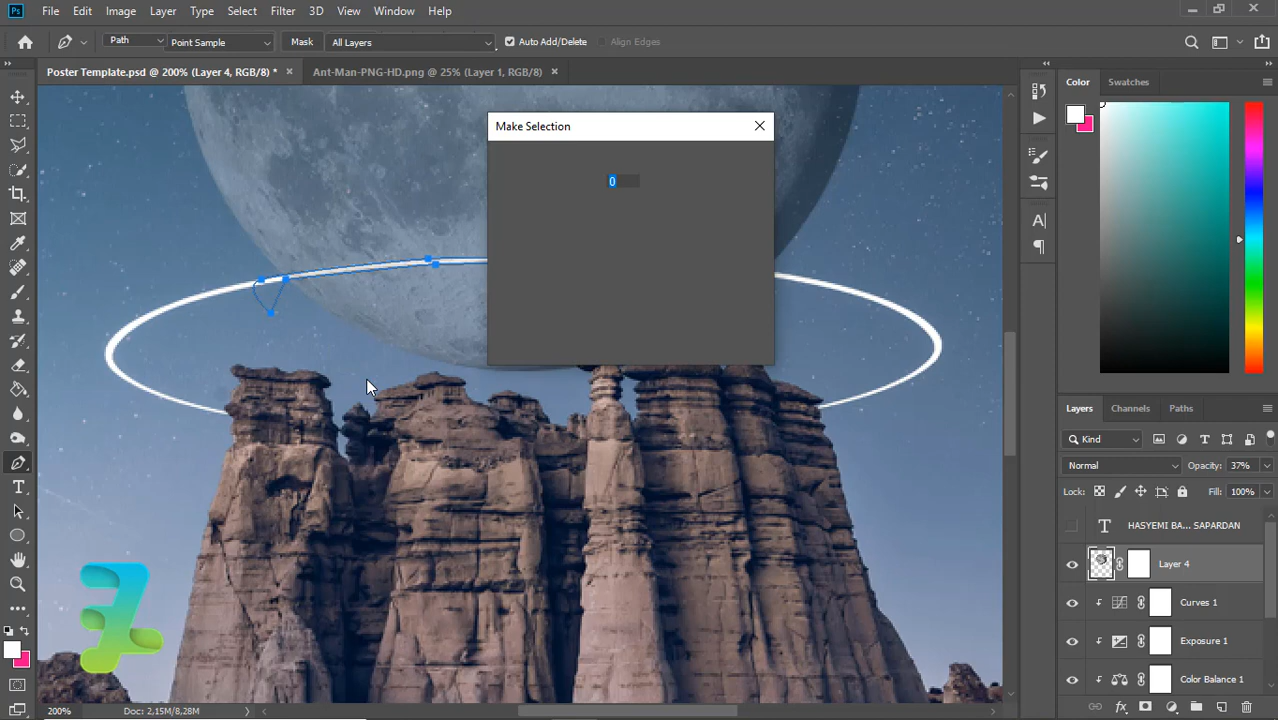 Ps File Edit Image Layer Type Select Filter 3D View Window Help
Path Point Sample Mask All Layers Auto Add/Delete Align Edges
Poster Template.psd @ 200% (Layer 4, RGB/8) * Ant-Man-PNG-HD.png @ 25% (Layer 1, RGB/8)
Color Swatches
Make Selection
0
Layers Channels Paths
Kind
Normal Opacity: 37%
Lock: Fill: 100%
HASYEMI BA... SAPARDAN
Layer 4
Curves 1
Exposure 1
Color Balance 1
200% Doc: 2,15M/8,28M